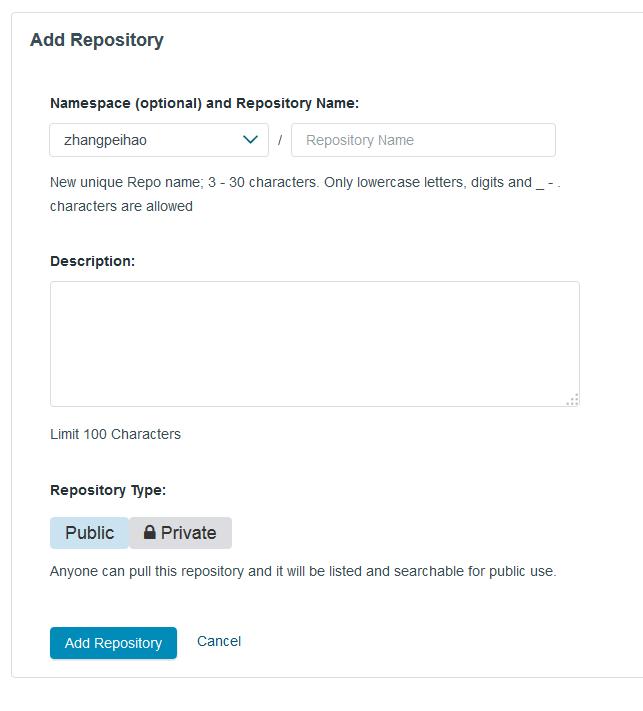 Add Repository
Namespace (optional) and Repository Name:
zhangpeihao / Repository Name
New unique Repo name; 3 - 30 characters. Only lowercase letters, digits and _ - .
characters are allowed
Description:
Limit 100 Characters
Repository Type:
Public Private
Anyone can pull this repository and it will be listed and searchable for public use.
Add Repository Cancel